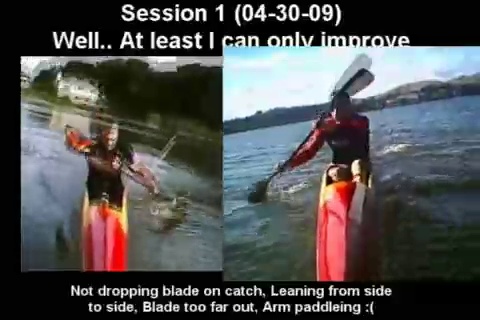 Session 1 (04-30-09)
Well.. At least I can only improve
Not dropping blade on catch, Leaning from side
to side, Blade too far out, Arm paddleing :(